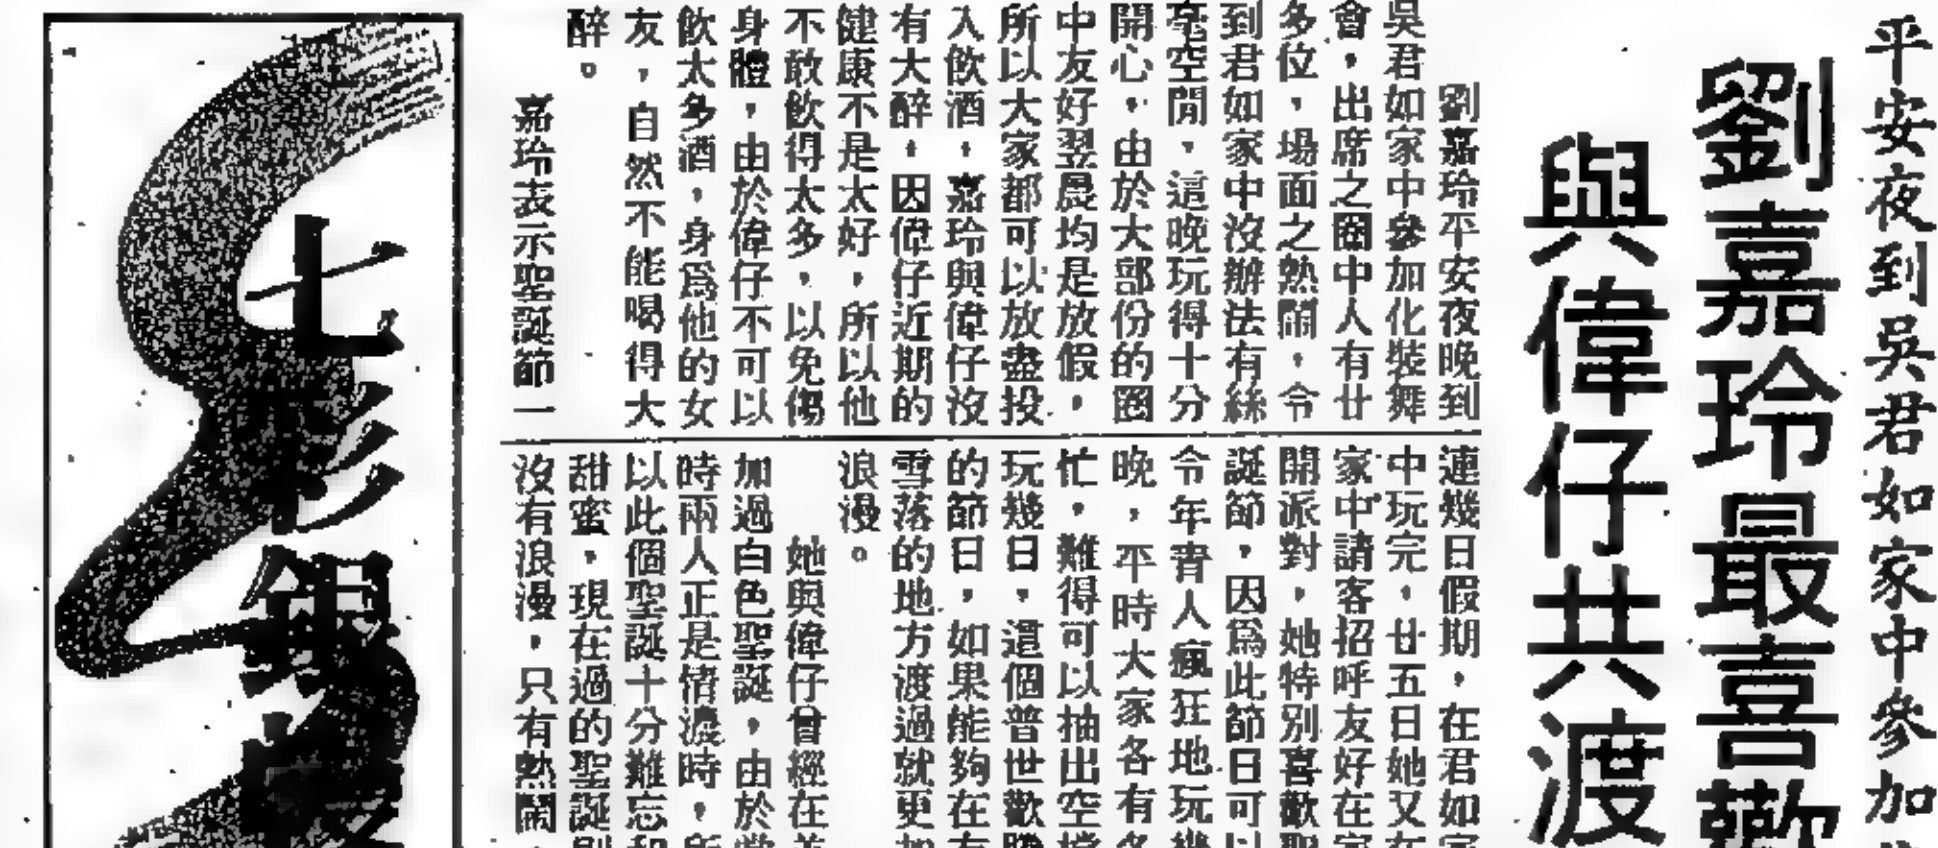 平安夜到吳君如家中參加
劉嘉玲最喜歡
與偉仔共渡
劉嘉玲平安夜晚到
吳君如家中參加化裝舞
會，出席之圈中人有廿
多位，場面之熱鬧，令
到君如家中沒辦法有絲
毫空閒，這晚玩得十分
開心，由於大部份的圈
中友好翌晨均是放假，
所以大家都可以放盡投
入飲酒，嘉玲與偉仔沒
有大醉，因偉仔近期的
健康不是太好，所以他
不敢飲得太多，以免傷
身體，由於偉仔不可以
飲太多酒，身爲他的女
友，自然不能喝得大
醉。
嘉玲表示聖誕節一
連幾日假期，在君如家
中玩完，廿五日她又在
家中請客招呼友好在家
開派對，她特別喜歡聖
誕節，因爲此節日可以
令年青人瘋狂地玩幾
晚，平時大家各有各
忙，難得可以抽出空檔
玩幾日，這個普世歡騰
的節日，如果能夠在有
雪落的地方渡過就更加
浪漫。
她與偉仔曾經在美
加過白色聖誕，由於當
時兩人正是情濃時，所
以此個聖誕十分難忘和
甜蜜，現在過的聖誕則
沒有浪漫，只有熱鬧，
七彩銀